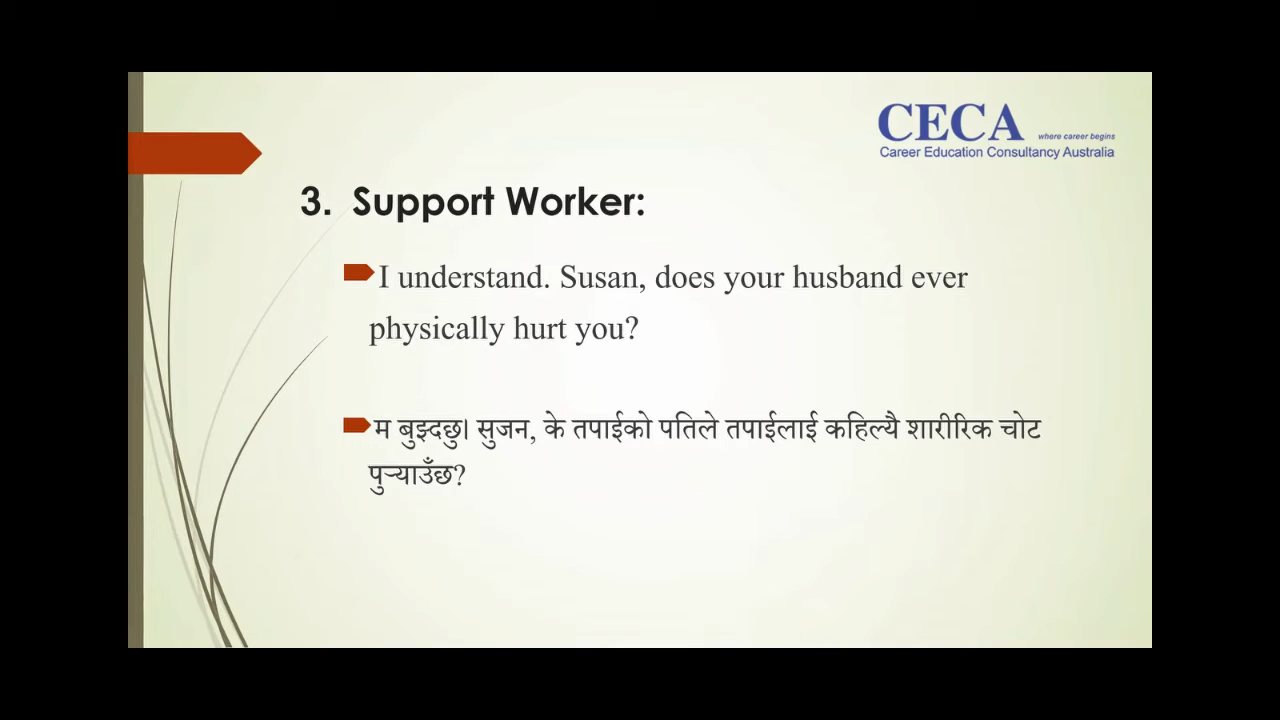 CECA where career begins
Career Education Consultancy Australia
3. Support Worker:
I understand. Susan, does your husband ever
physically hurt you?
म बुझ्दछु। सुजन, के तपाईको पतिले तपाईलाई कहिल्यै शारीरिक चोट
पुर्‍याउँछ?